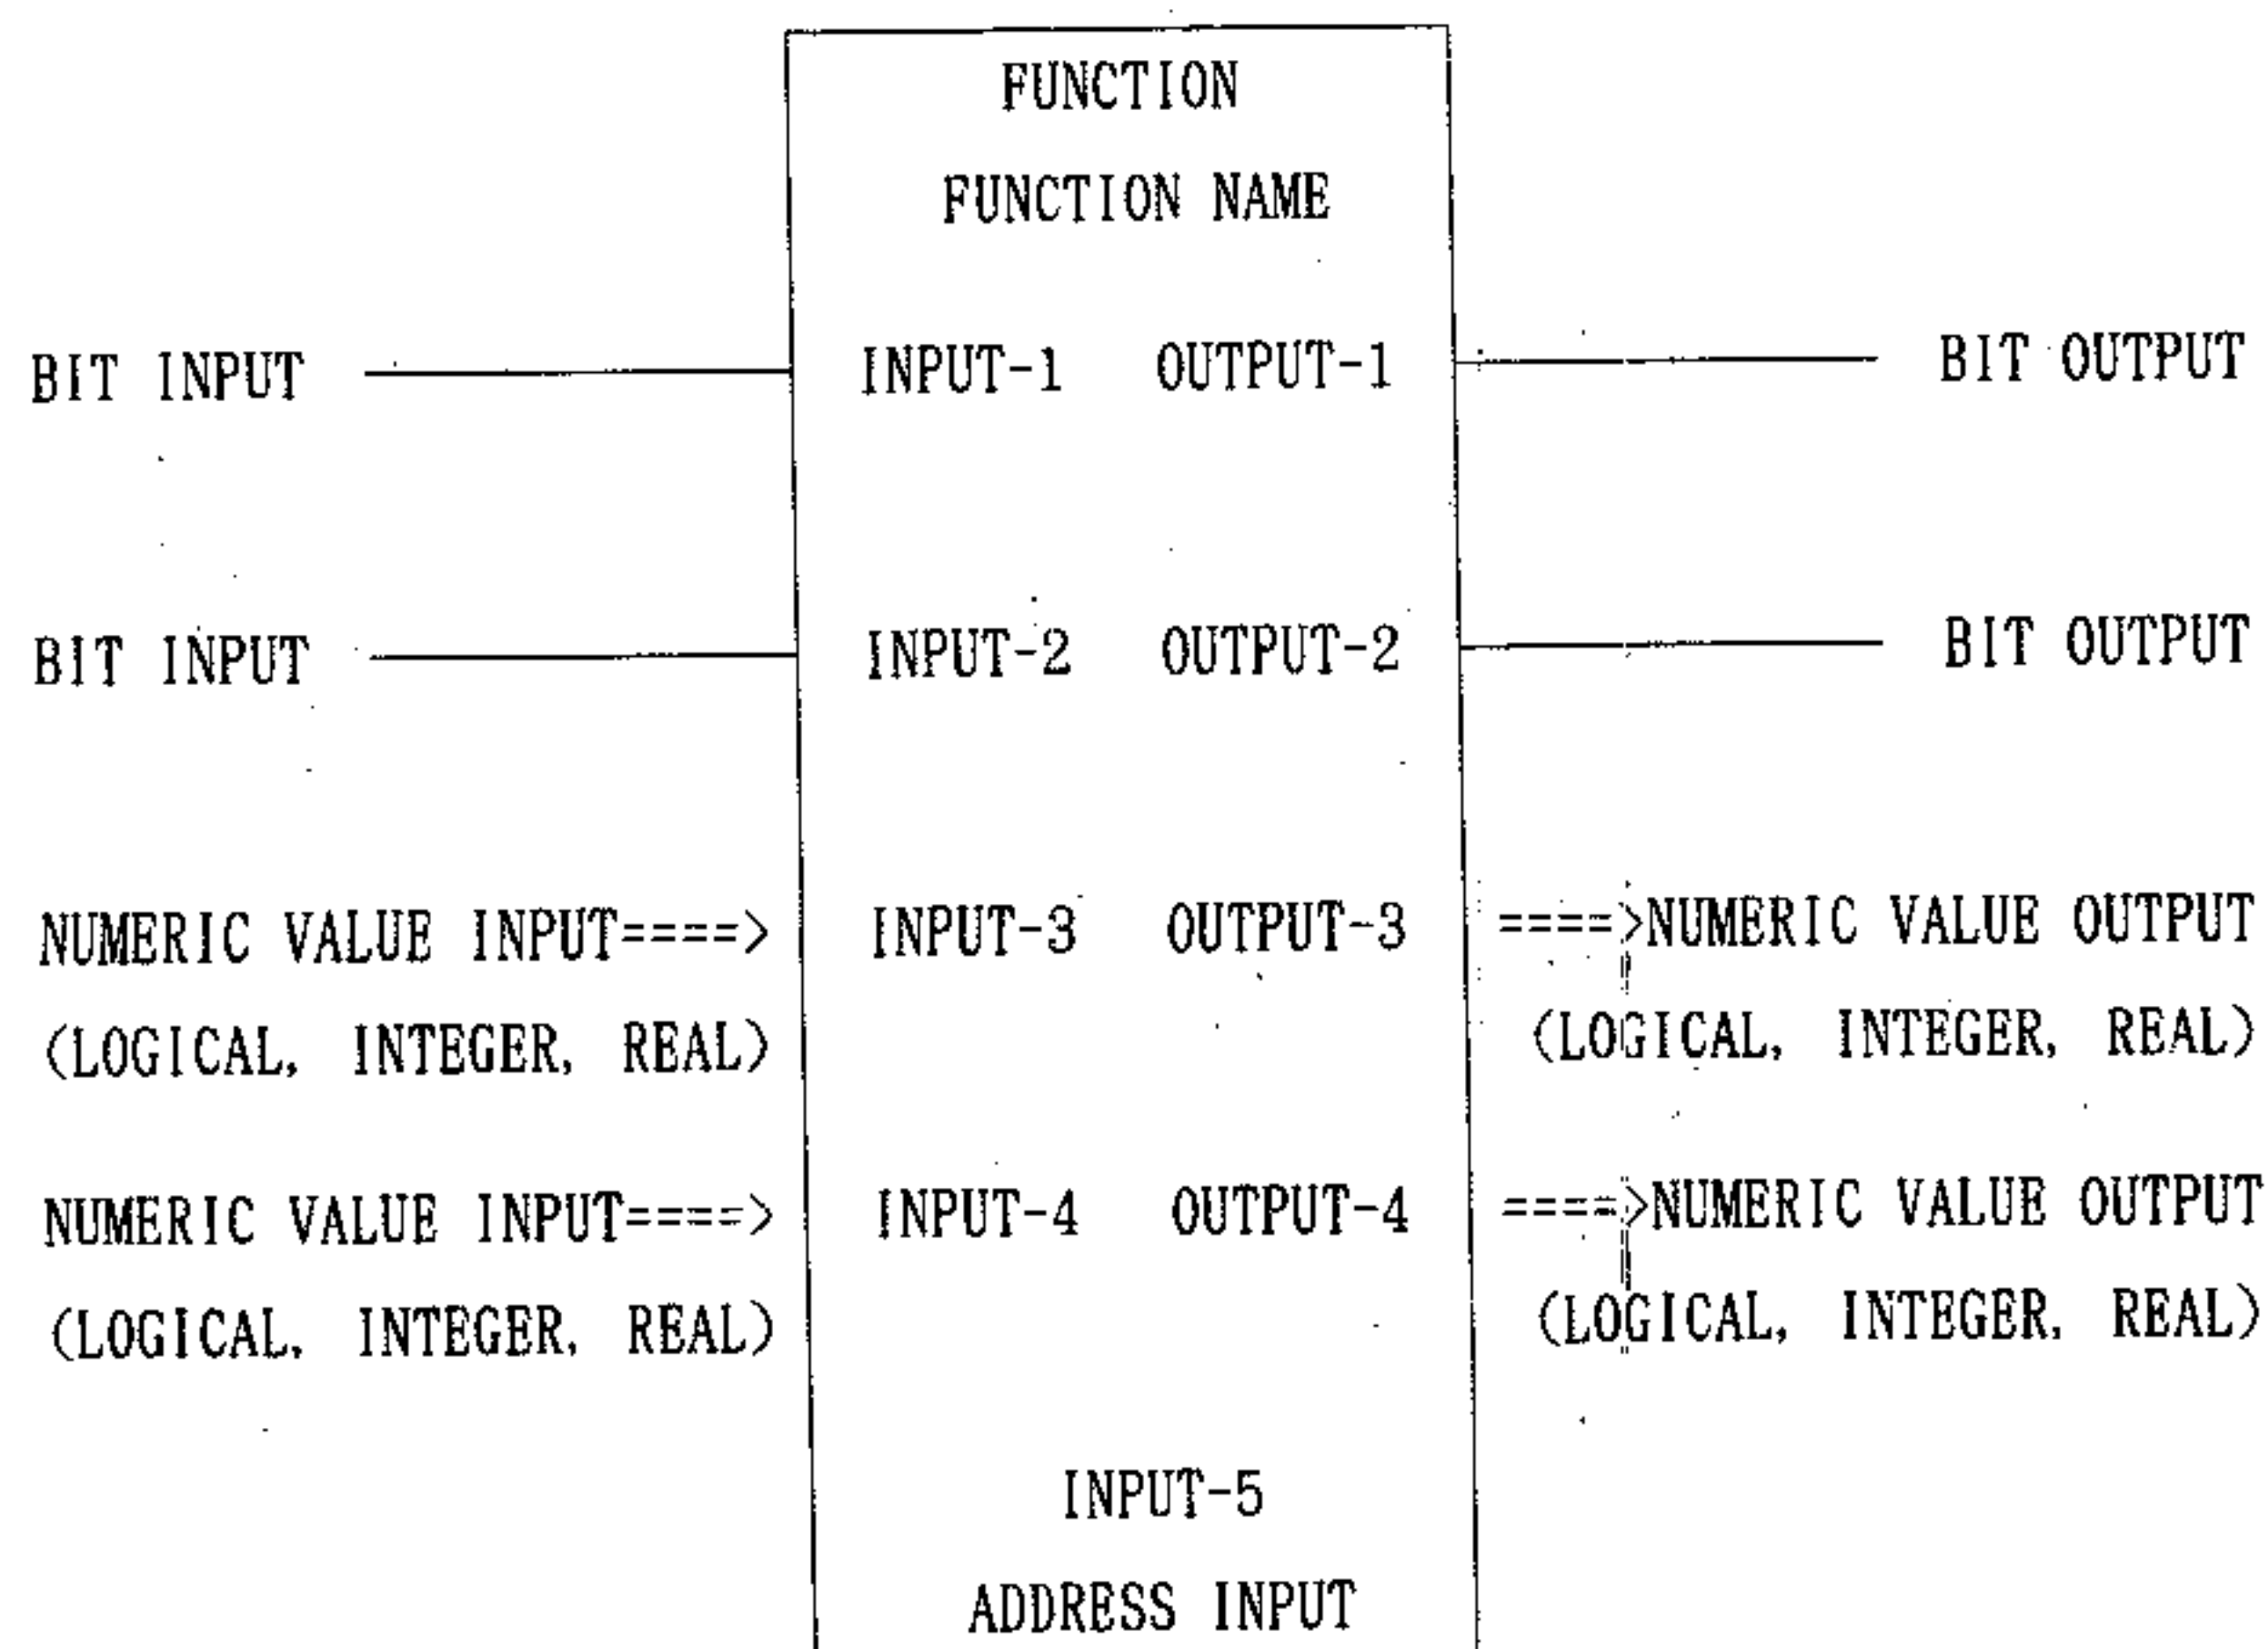 FUNCTION
FUNCTION NAME
BIT INPUT INPUT-1 OUTPUT-1 BIT OUTPUT
BIT INPUT INPUT-2 OUTPUT-2 BIT OUTPUT
NUMERIC VALUE INPUT====> INPUT-3 OUTPUT-3 ====>NUMERIC VALUE OUTPUT
(LOGICAL, INTEGER, REAL) (LOGICAL, INTEGER, REAL)
NUMERIC VALUE INPUT====> INPUT-4 OUTPUT-4 ====>NUMERIC VALUE OUTPUT
(LOGICAL, INTEGER, REAL) (LOGICAL, INTEGER, REAL)
INPUT-5
ADDRESS INPUT